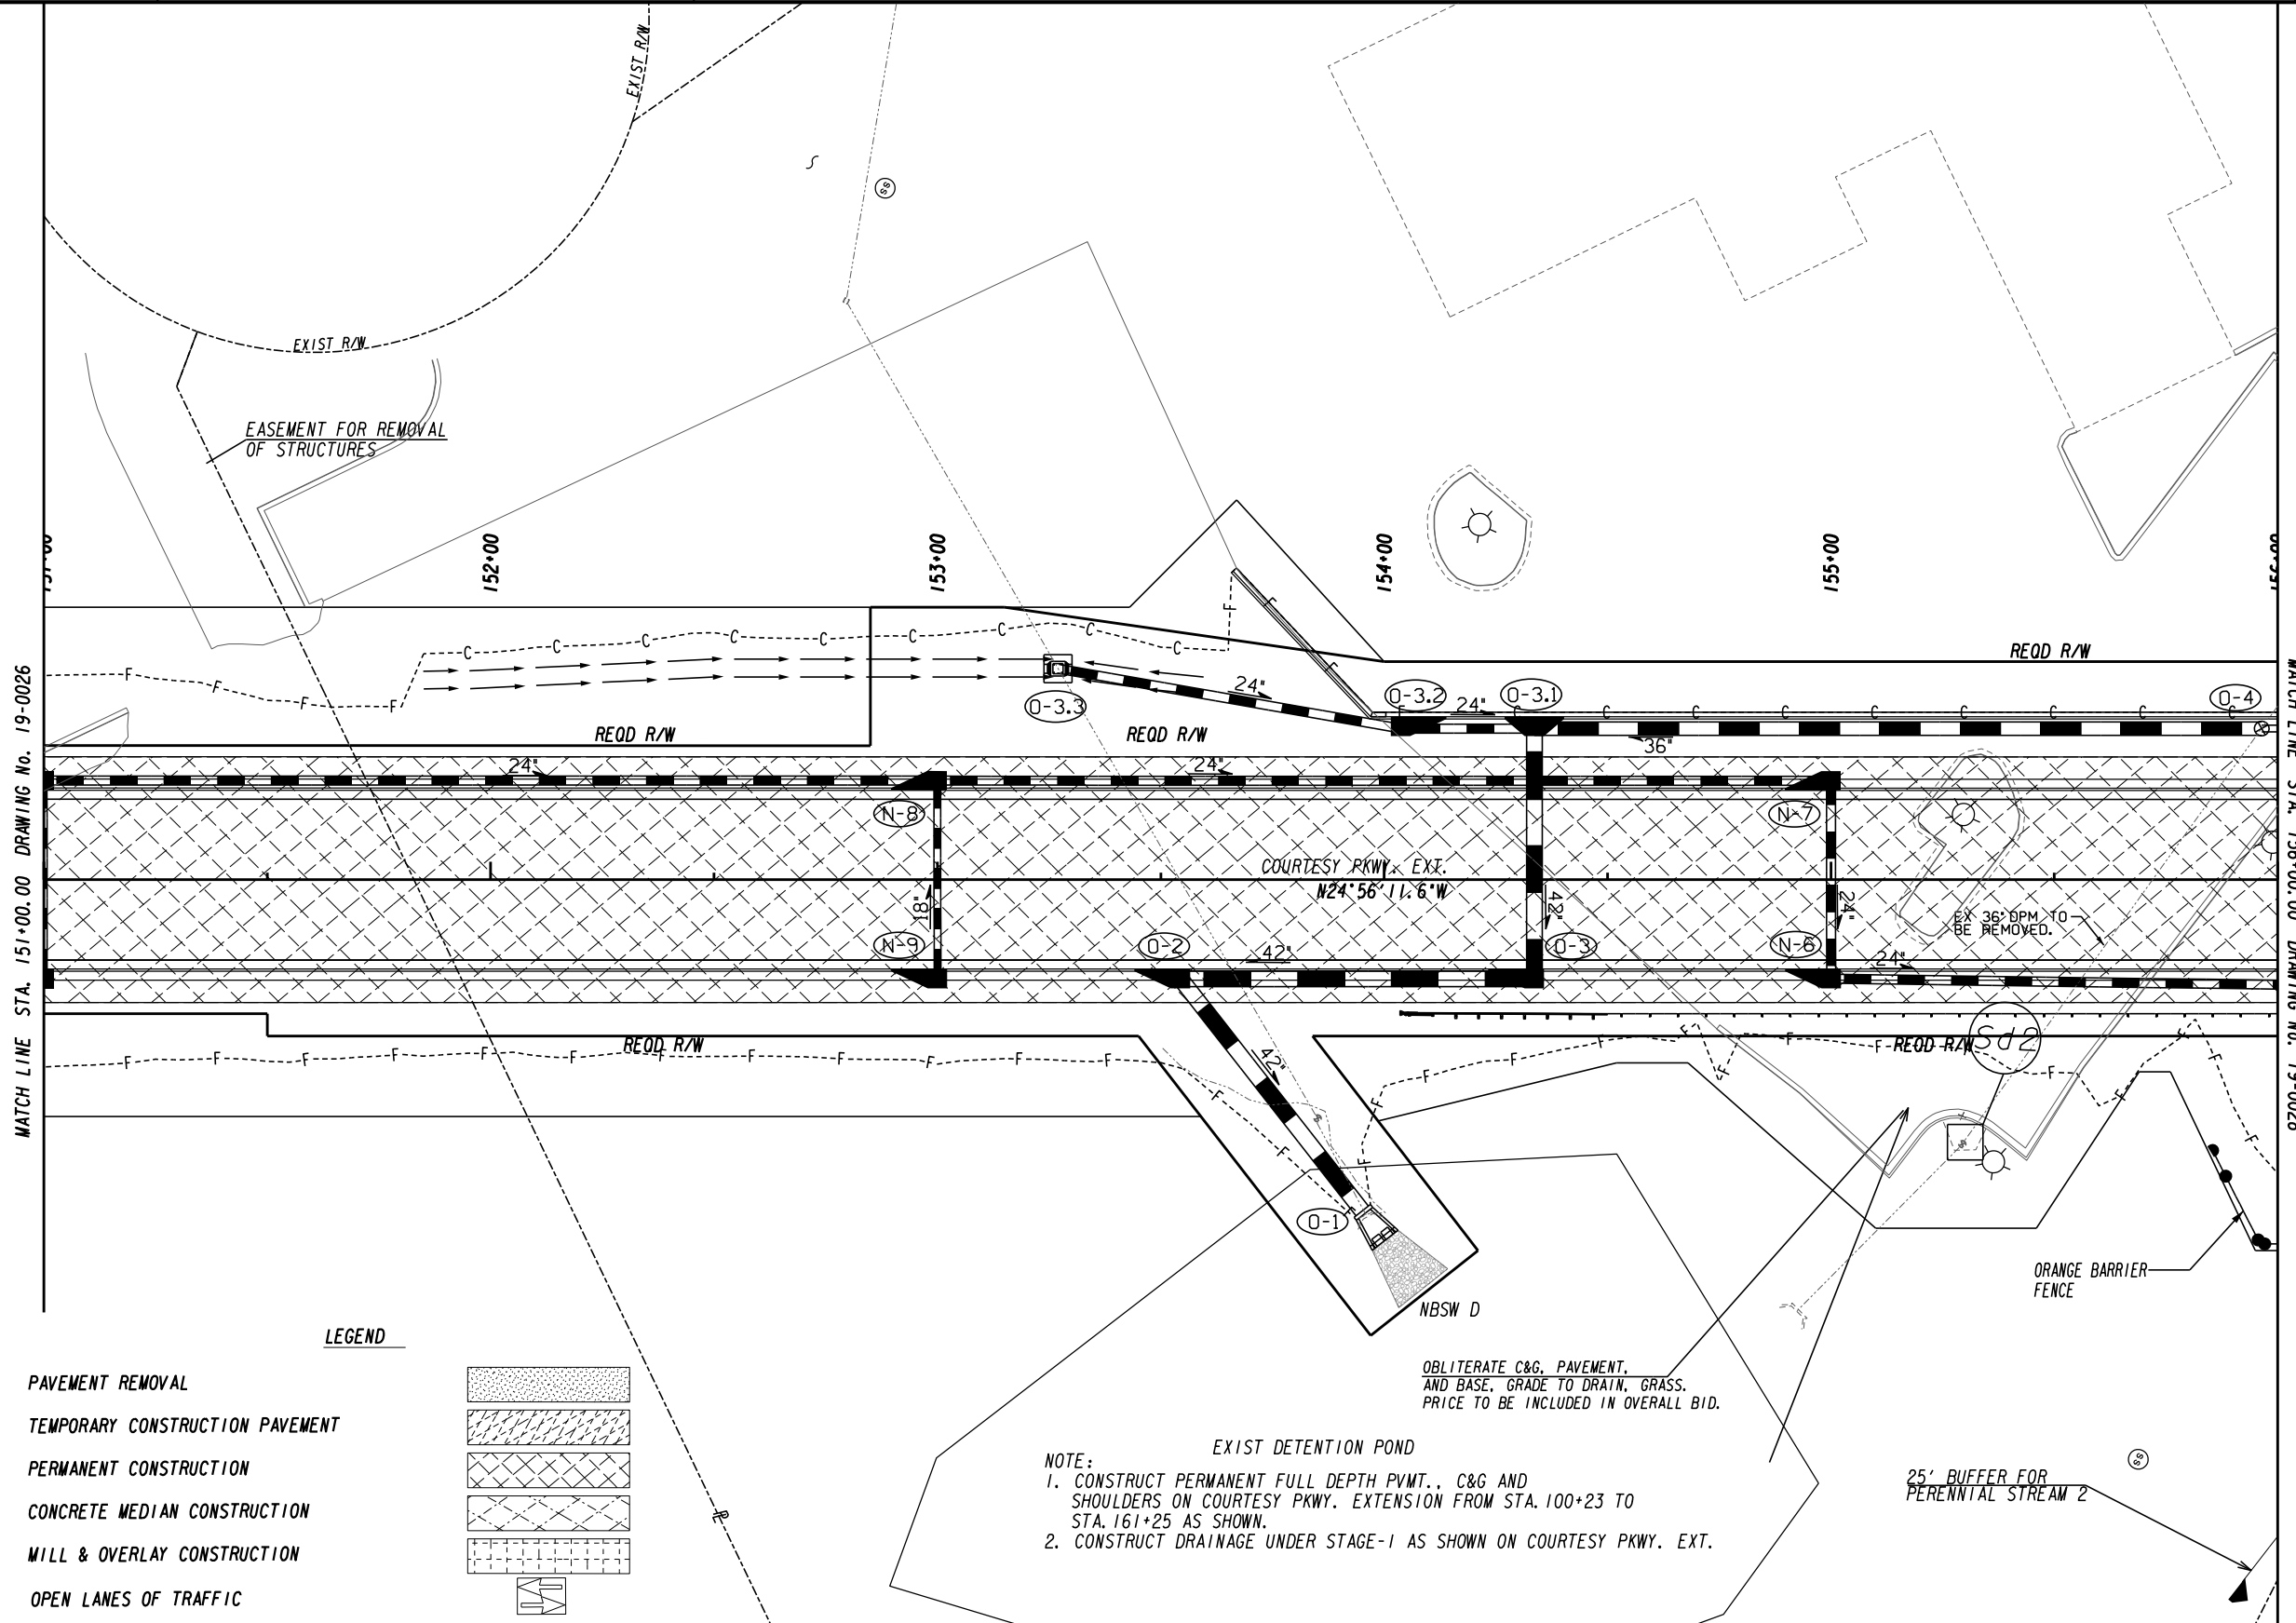 EXIST R/W
SS
EXIST R/W
EASEMENT FOR REMOVAL
OF STRUCTURES
152+00
153+00
154+00
155+00
REQD R/W
MATCH LINE STA. 151+00.00 DRAWING No. 19-0026
F F F F
C C C C C C C C C
F F F
O-3.3
24"
O-3.2
24"
O-3.1
36"
O-4
C C C C C C C C
REQD R/W
REQD R/W
24"
24"
N-8
N-7
COURTESY PKWY. EXT.
N24°56'11.6"W
18"
42"
24"
EX 36" DPM TO
BE REMOVED.
N-9
O-2
42"
O-3
N-6
24"
REQD R/W
REQD R/W
Sd2
F F F F F F F F F F F F
42"
F F F F F F F F F F F
O-1
NBSW D
ORANGE BARRIER
FENCE
OBLITERATE C&G, PAVEMENT,
AND BASE, GRADE TO DRAIN, GRASS.
PRICE TO BE INCLUDED IN OVERALL BID.
EXIST DETENTION POND
NOTE:
1. CONSTRUCT PERMANENT FULL DEPTH PVMT., C&G AND
SHOULDERS ON COURTESY PKWY. EXTENSION FROM STA. 100+23 TO
STA. 161+25 AS SHOWN.
2. CONSTRUCT DRAINAGE UNDER STAGE-1 AS SHOWN ON COURTESY PKWY. EXT.
SS
25' BUFFER FOR
PERENNIAL STREAM 2
LEGEND
PAVEMENT REMOVAL
TEMPORARY CONSTRUCTION PAVEMENT
PERMANENT CONSTRUCTION
CONCRETE MEDIAN CONSTRUCTION
MILL & OVERLAY CONSTRUCTION
OPEN LANES OF TRAFFIC